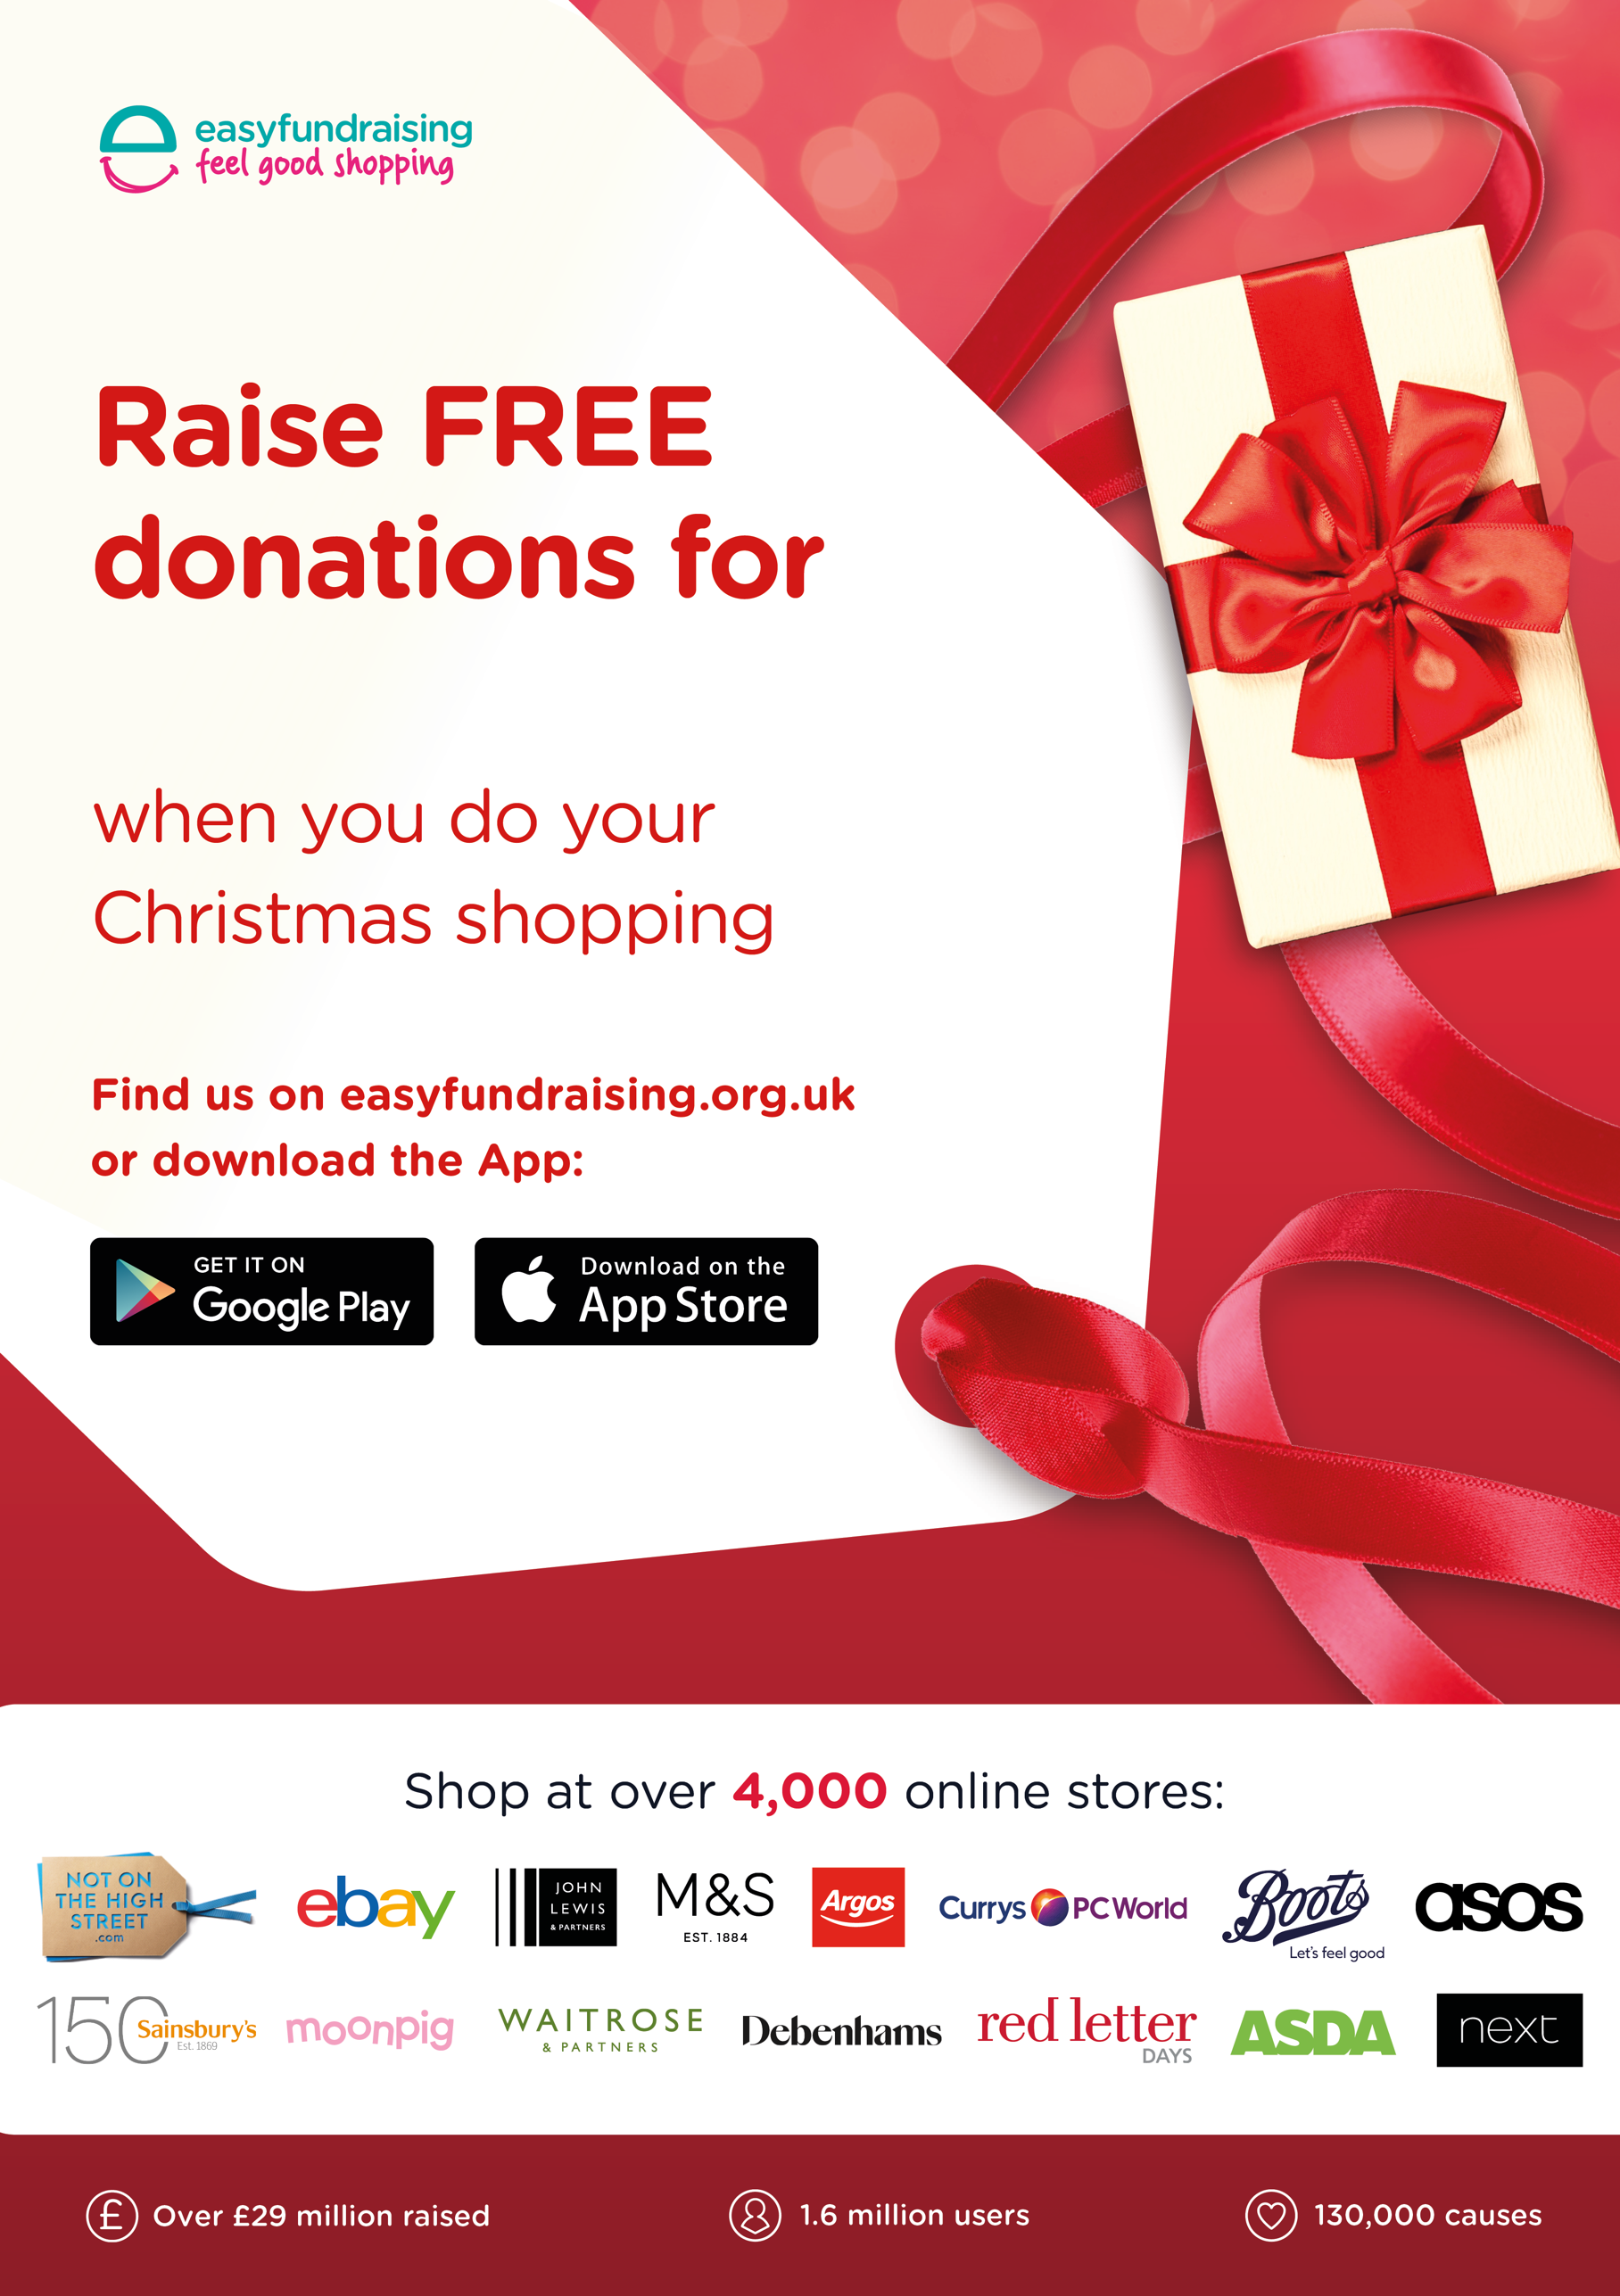 easyfundraising
feel good shopping
Raise FREE
donations for
when you do your
Christmas shopping
Find us on easyfundraising.org.uk
or download the App:
GET IT ON
Google Play
Download on the
App Store
Shop at over 4,000 online stores:
NOT ON
THE HIGH
STREET
.com
ebay
JOHN
LEWIS
& PARTNERS
M&S
EST. 1884
Argos
Currys PC World
Boots
Let's feel good
asos
150 Sainsbury's
Est. 1869
moonpig
WAITROSE
& PARTNERS
Debenhams
red letter
DAYS
ASDA
next
£ Over £29 million raised
1.6 million users
130,000 causes